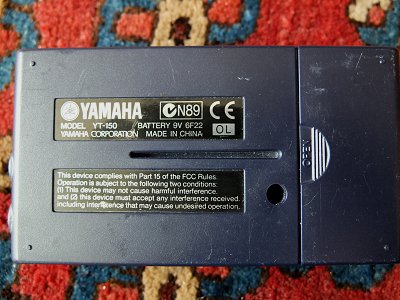 YAMAHA
N89
MODEL YT-150 BATTERY 9V 6F22
YAMAHA CORPORATION MADE IN CHINA
OL
OPEN
This device complies with Part 15 of the FCC Rules.
Operation is subject to the following two conditions:
(1) This device may not cause harmful interference.
and (2) this device must accept any interference received.
including interference that may cause undesired operation.